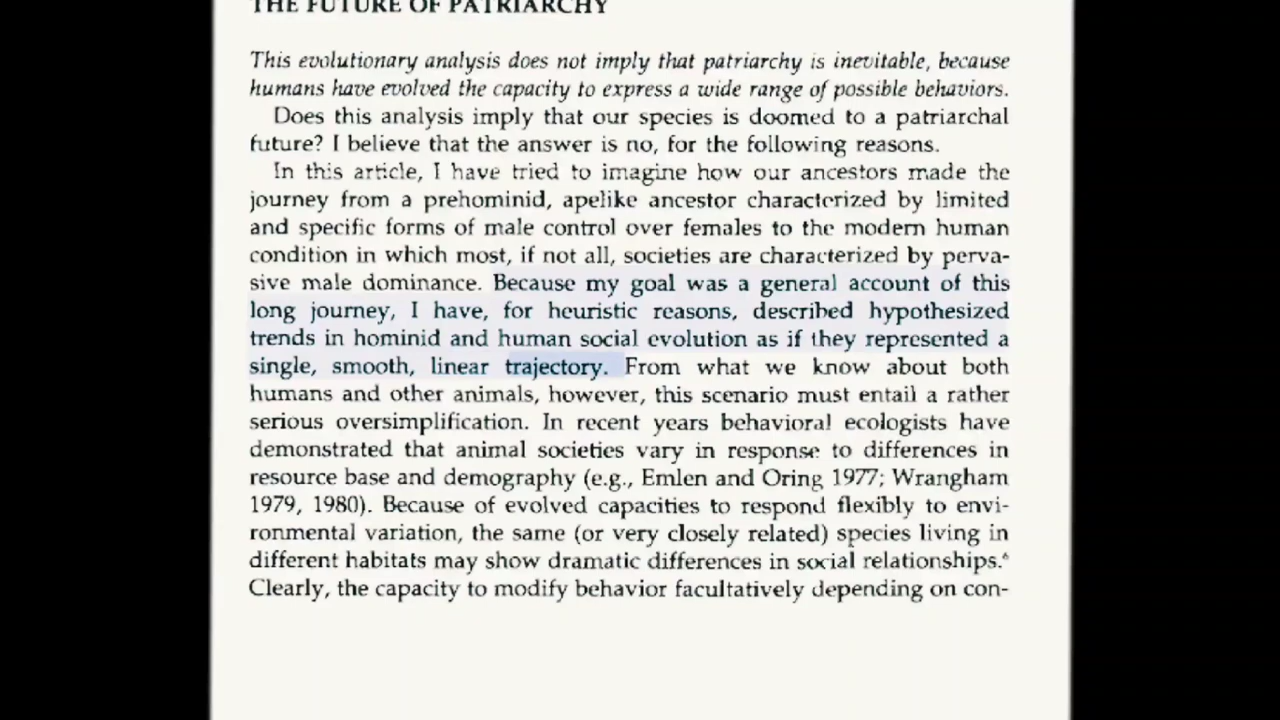 THE FUTURE OF PATRIARCHY
This evolutionary analysis does not imply that patriarchy is inevitable, because
humans have evolved the capacity to express a wide range of possible behaviors.
Does this analysis imply that our species is doomed to a patriarchal
future? I believe that the answer is no, for the following reasons.
In this article, I have tried to imagine how our ancestors made the
journey from a prehominid, apelike ancestor characterized by limited
and specific forms of male control over females to the modern human
condition in which most, if not all, societies are characterized by perva-
sive male dominance. Because my goal was a general account of this
long journey, I have, for heuristic reasons, described hypothesized
trends in hominid and human social evolution as if they represented a
single, smooth, linear trajectory. From what we know about both
humans and other animals, however, this scenario must entail a rather
serious oversimplification. In recent years behavioral ecologists have
demonstrated that animal societies vary in response to differences in
resource base and demography (e.g., Emlen and Oring 1977; Wrangham
1979, 1980). Because of evolved capacities to respond flexibly to envi-
ronmental variation, the same (or very closely related) species living in
different habitats may show dramatic differences in social relationships.⁶
Clearly, the capacity to modify behavior facultatively depending on con-